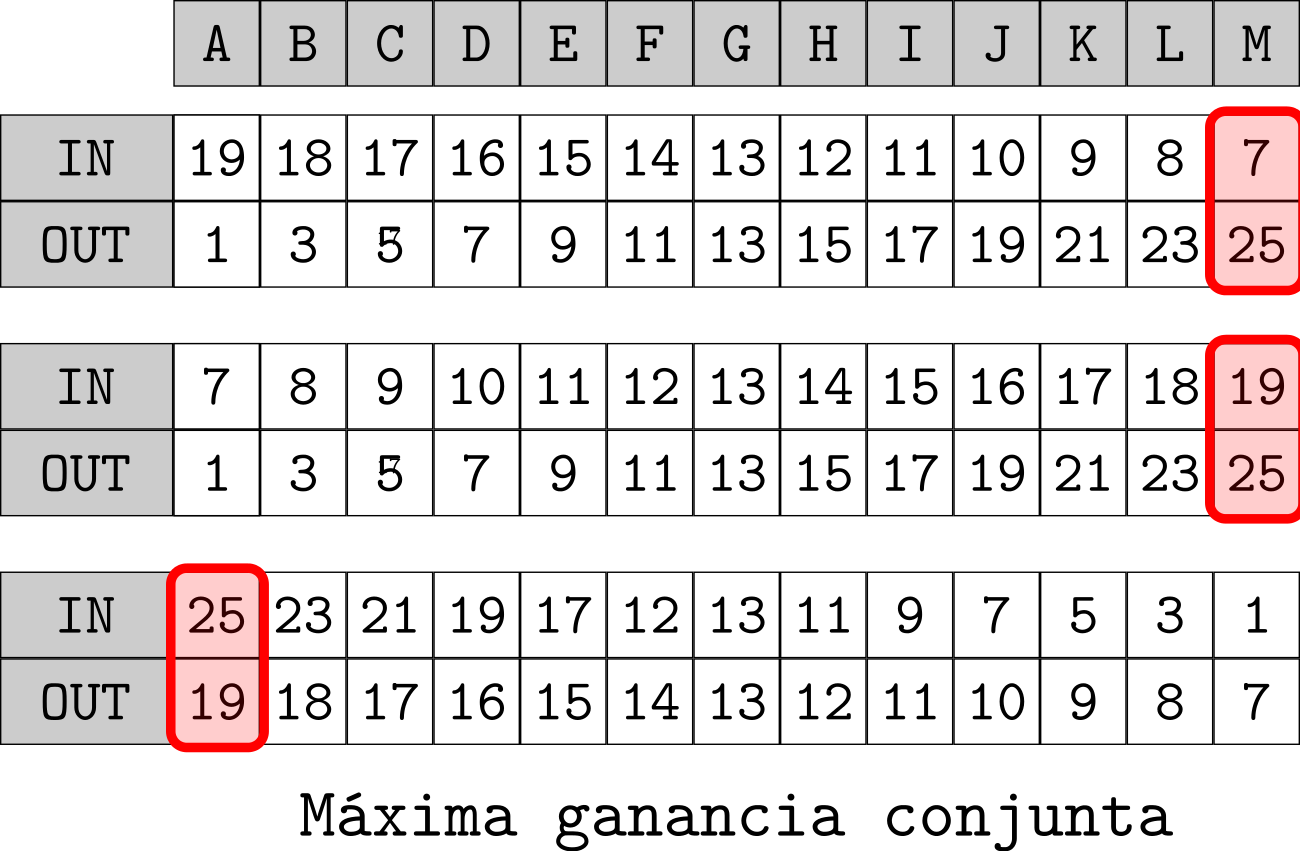 A B C D E F G H I J K L M
IN 19 18 17 16 15 14 13 12 11 10 9 8 7
OUT 1 3 5 7 9 11 13 15 17 19 21 23 25
IN 7 8 9 10 11 12 13 14 15 16 17 18 19
OUT 1 3 5 7 9 11 13 15 17 19 21 23 25
IN 25 23 21 19 17 12 13 11 9 7 5 3 1
OUT 19 18 17 16 15 14 13 12 11 10 9 8 7
Máxima ganancia conjunta